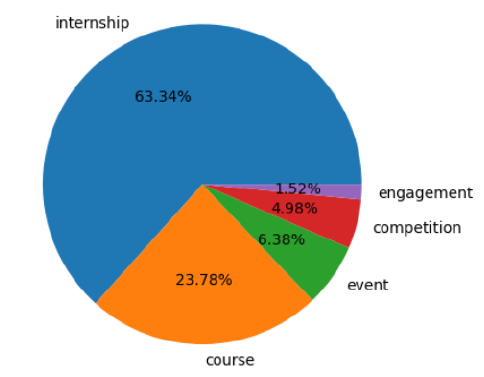 internship
63.34%
1.52%
engagement
4.98%
competition
6.38%
event
23.78%
course